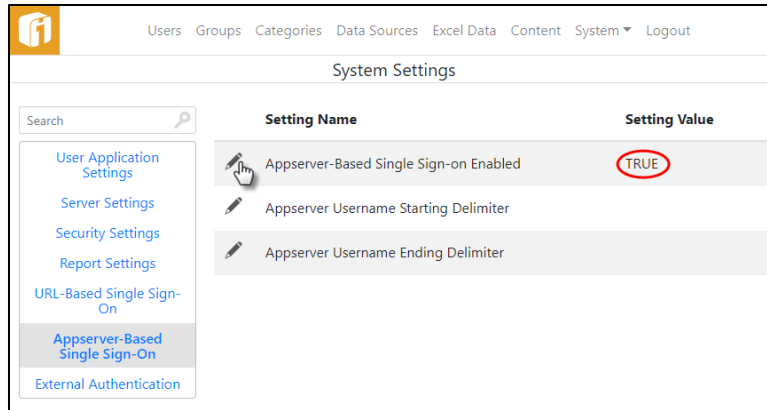 Users Groups Categories Data Sources Excel Data Content System Logout
System Settings
Search
Setting Name Setting Value
User Application
Settings
Appserver-Based Single Sign-on Enabled TRUE
Server Settings
Appserver Username Starting Delimiter
Security Settings
Appserver Username Ending Delimiter
Report Settings
URL-Based Single Sign-
On
Appserver-Based
Single Sign-On
External Authentication